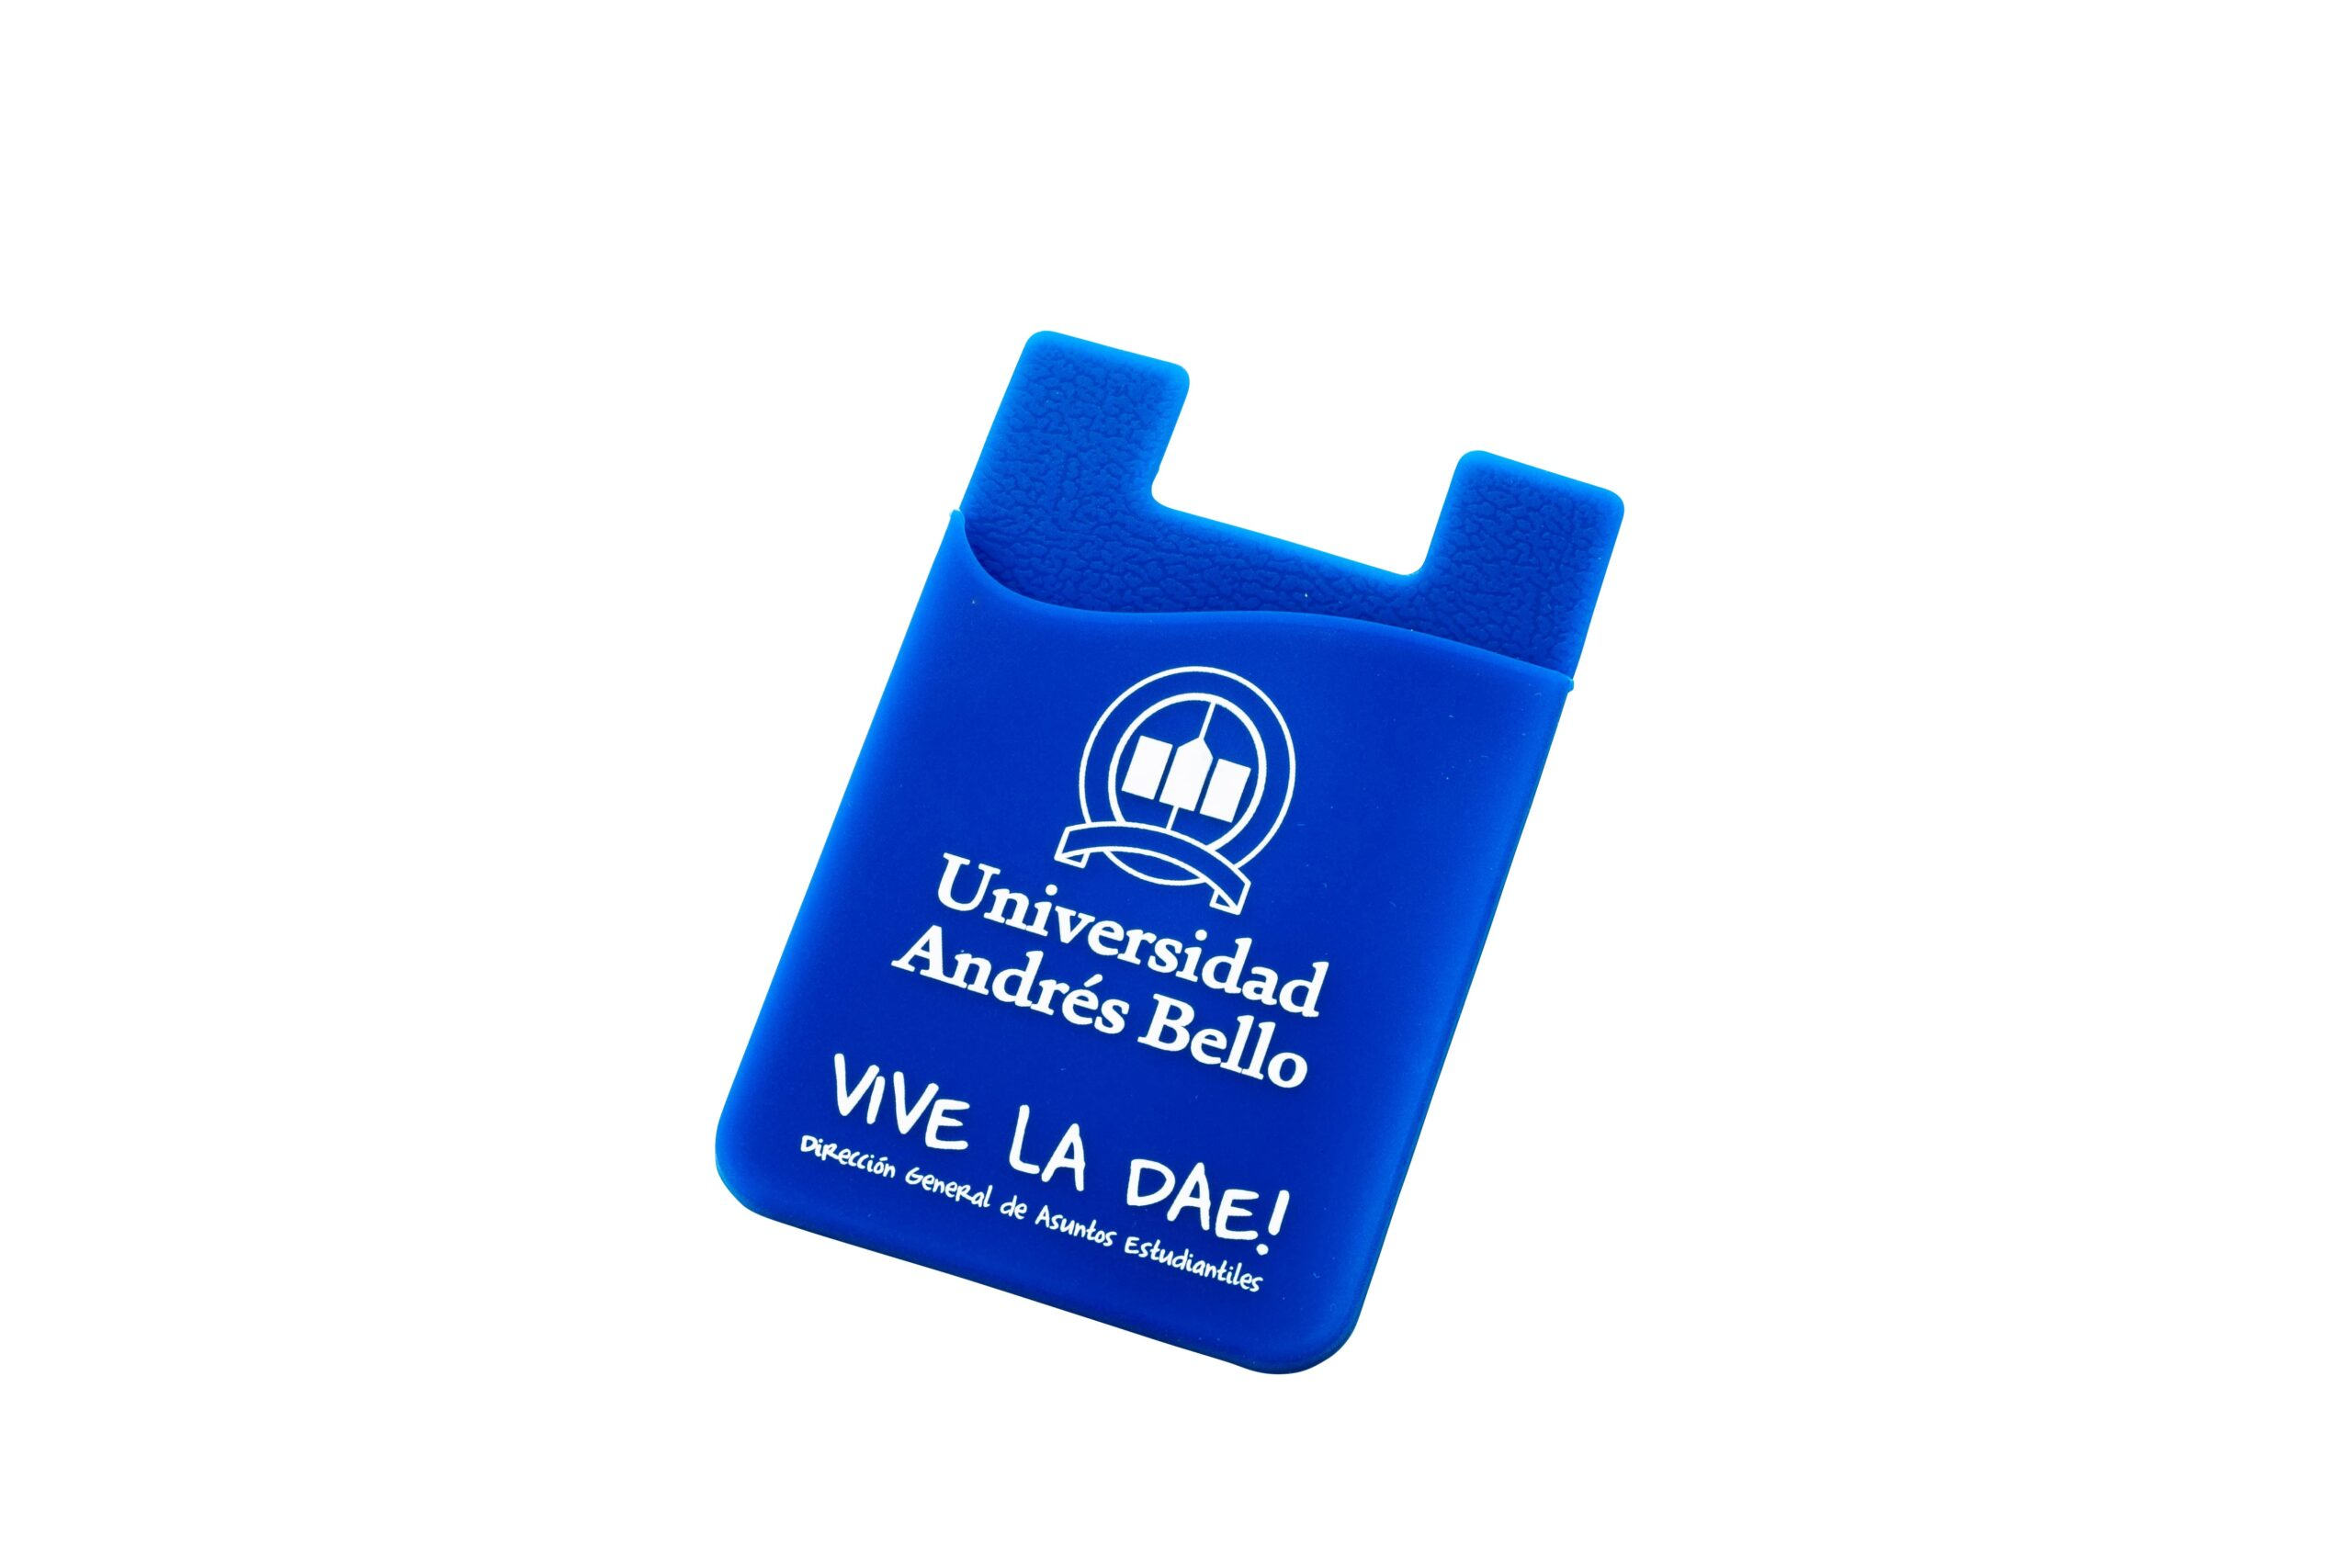 Universidad
Andrés Bello
VIVE LA DAE!
Dirección General de Asuntos Estudiantiles